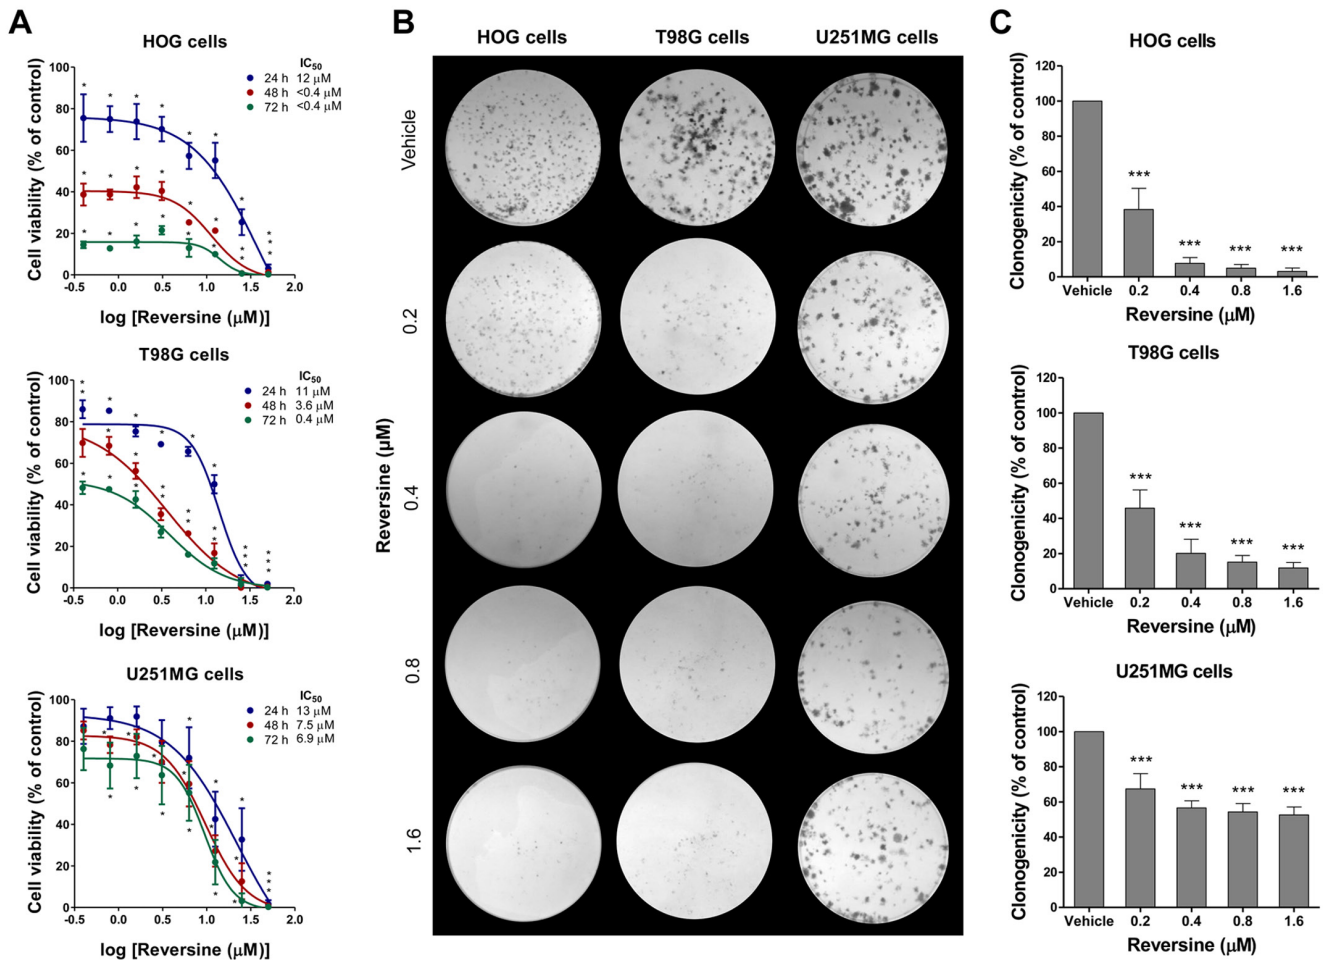 A
HOG cells
IC50
24 h 12 µM
48 h <0.4 µM
72 h <0.4 µM
Cell viability (% of control)
100
80
60
40
20
0
-0.5 0.0 0.5 1.0 1.5 2.0
log [Reversine (µM)]
T98G cells
IC50
24 h 11 µM
48 h 3.6 µM
72 h 0.4 µM
Cell viability (% of control)
100
80
60
40
20
0
-0.5 0.0 0.5 1.0 1.5 2.0
log [Reversine (µM)]
U251MG cells
IC50
24 h 13 µM
48 h 7.5 µM
72 h 6.9 µM
Cell viability (% of control)
100
80
60
40
20
0
-0.5 0.0 0.5 1.0 1.5 2.0
log [Reversine (µM)]
B
HOG cells T98G cells U251MG cells
Vehicle
0.2
0.4
0.8
1.6
Reversine (µM)
C
HOG cells
Clonogenicity (% of control)
120
100
80
60
40
20
0
*** *** *** ***
Vehicle 0.2 0.4 0.8 1.6
Reversine (µM)
T98G cells
Clonogenicity (% of control)
120
100
80
60
40
20
0
*** *** *** ***
Vehicle 0.2 0.4 0.8 1.6
Reversine (µM)
U251MG cells
Clonogenicity (% of control)
120
100
80
60
40
20
0
*** *** *** ***
Vehicle 0.2 0.4 0.8 1.6
Reversine (µM)